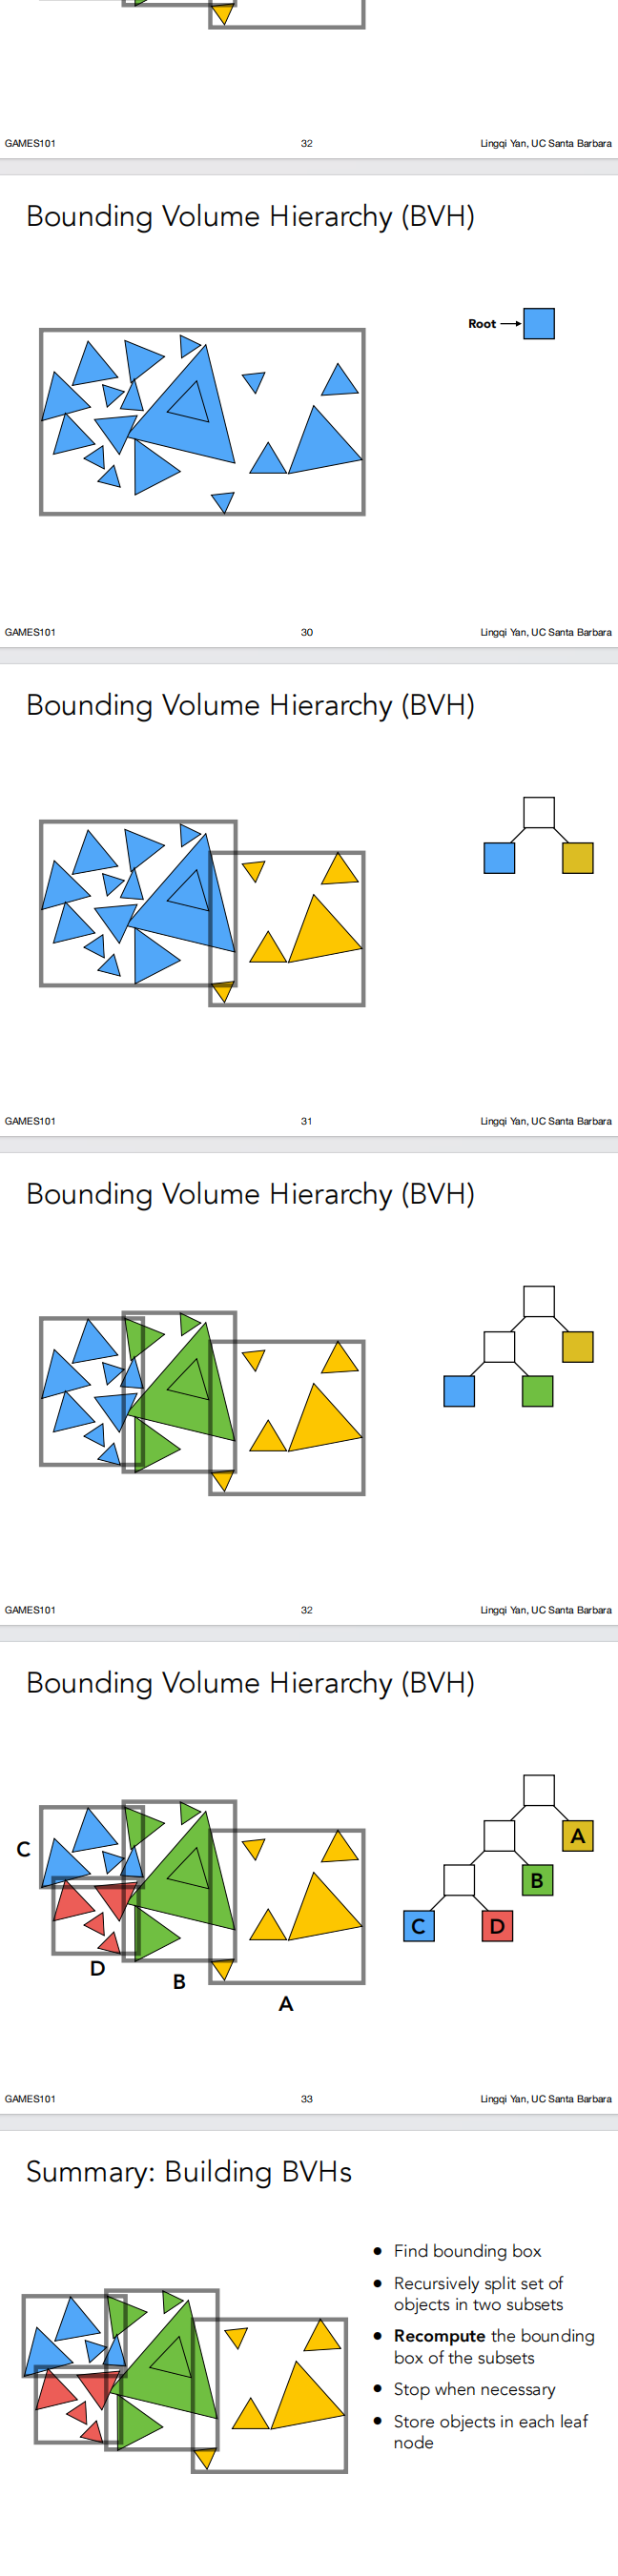 GAMES101
32
Lingqi Yan, UC Santa Barbara
Bounding Volume Hierarchy (BVH)
Root
GAMES101
30
Lingqi Yan, UC Santa Barbara
Bounding Volume Hierarchy (BVH)
GAMES101
31
Lingqi Yan, UC Santa Barbara
Bounding Volume Hierarchy (BVH)
GAMES101
32
Lingqi Yan, UC Santa Barbara
Bounding Volume Hierarchy (BVH)
C
D
B
A
A
B
C
D
GAMES101
33
Lingqi Yan, UC Santa Barbara
Summary: Building BVHs
• Find bounding box
• Recursively split set of
objects in two subsets
• Recompute the bounding
box of the subsets
• Stop when necessary
• Store objects in each leaf
node